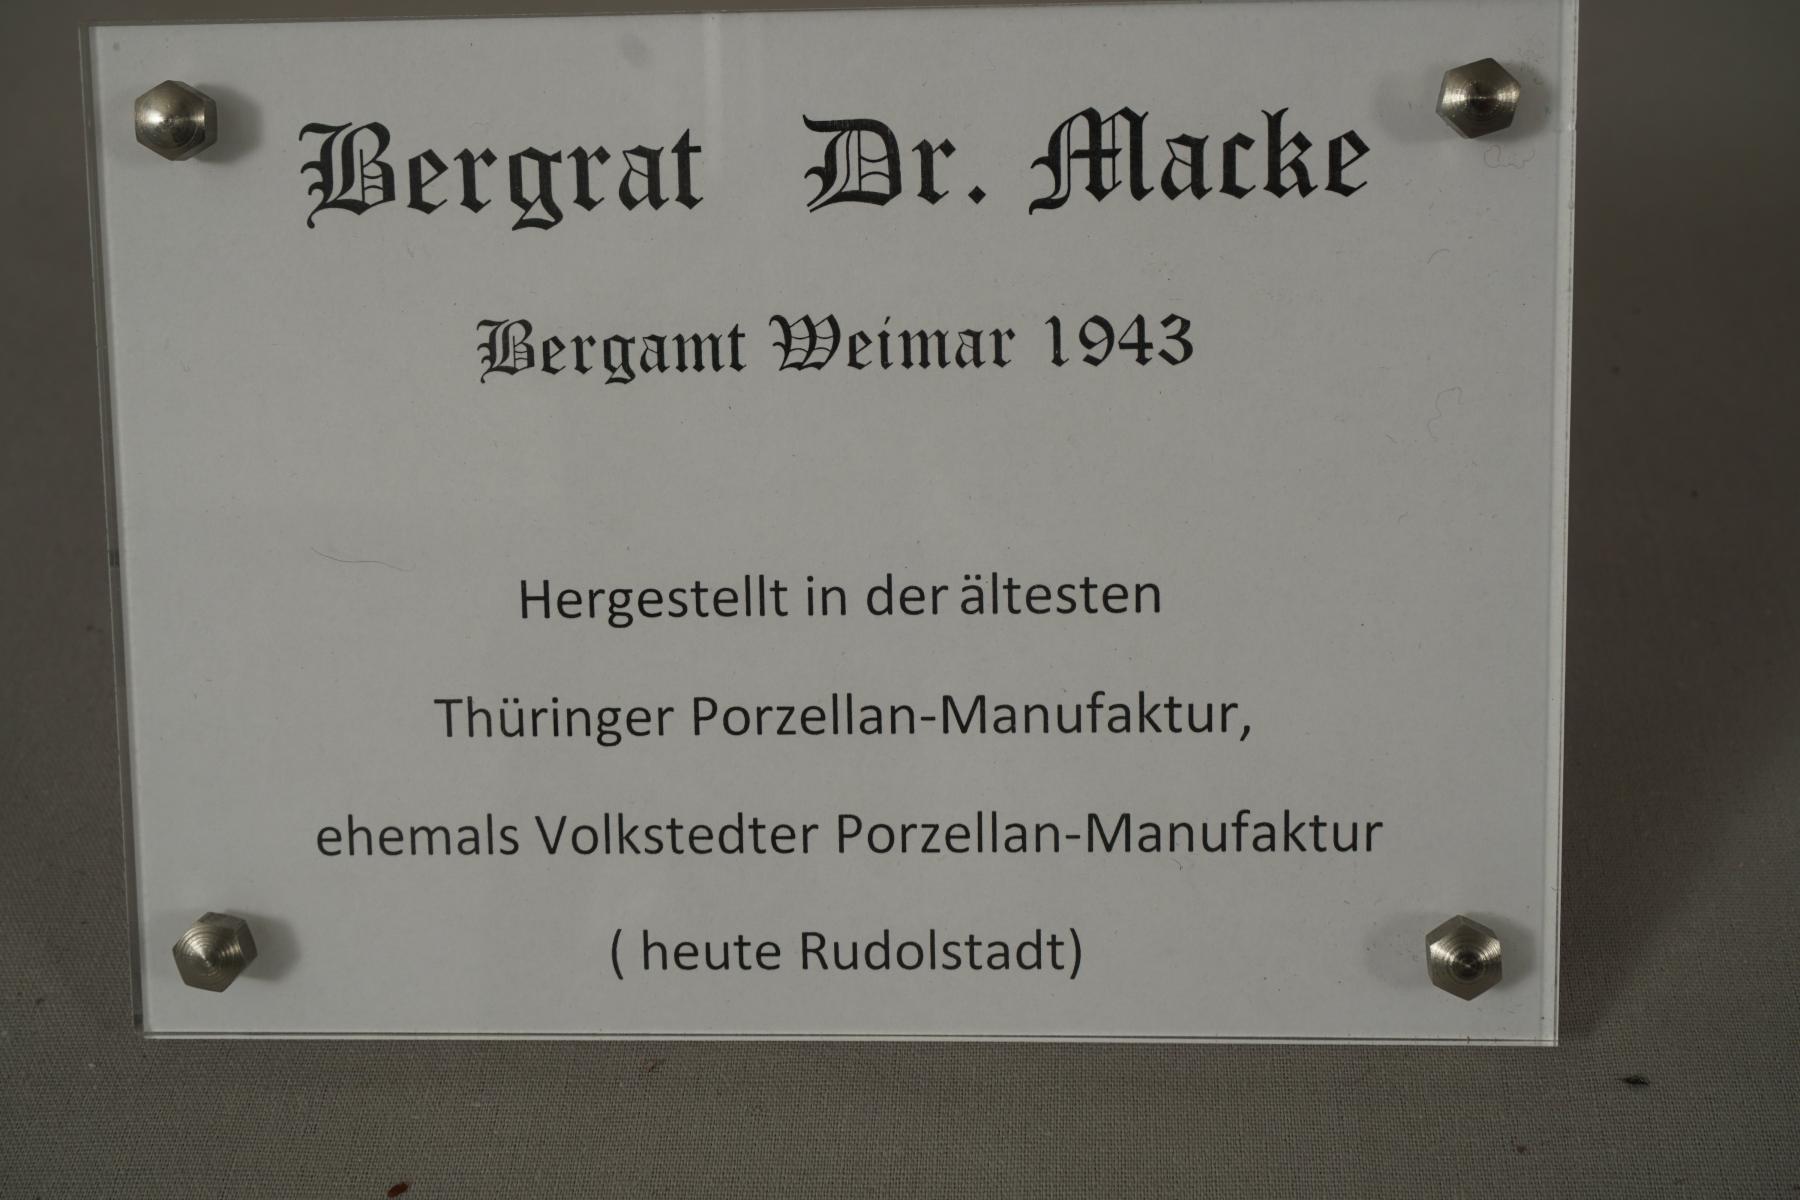 Bergrat Dr. Macke
Bergamt Weimar 1943
Hergestellt in der ältesten
Thüringer Porzellan-Manufaktur,
ehemals Volkstedter Porzellan-Manufaktur
( heute Rudolstadt)